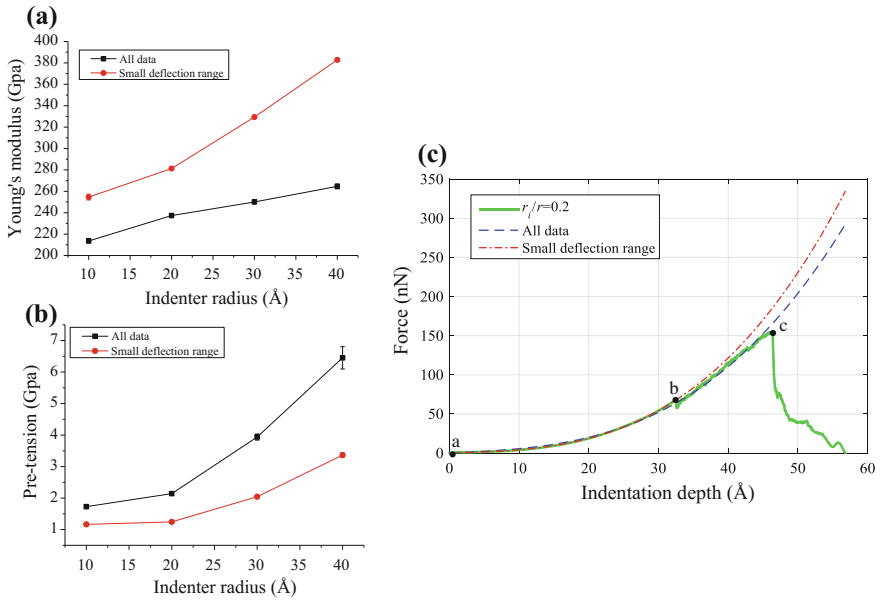 (a)
400
380
360
340
320
300
280
260
240
220
200
Young's modulus (Gpa)
All data
Small deflection range
10 15 20 25 30 35 40
Indenter radius (Å)
(b)
7
6
5
4
3
2
1
Pre-tension (Gpa)
All data
Small deflection range
10 15 20 25 30 35 40
Indenter radius (Å)
(c)
350
300
250
200
150
100
50
0
Force (nN)
r_i/r=0.2
All data
Small deflection range
a
b
c
0 10 20 30 40 50 60
Indentation depth (Å)